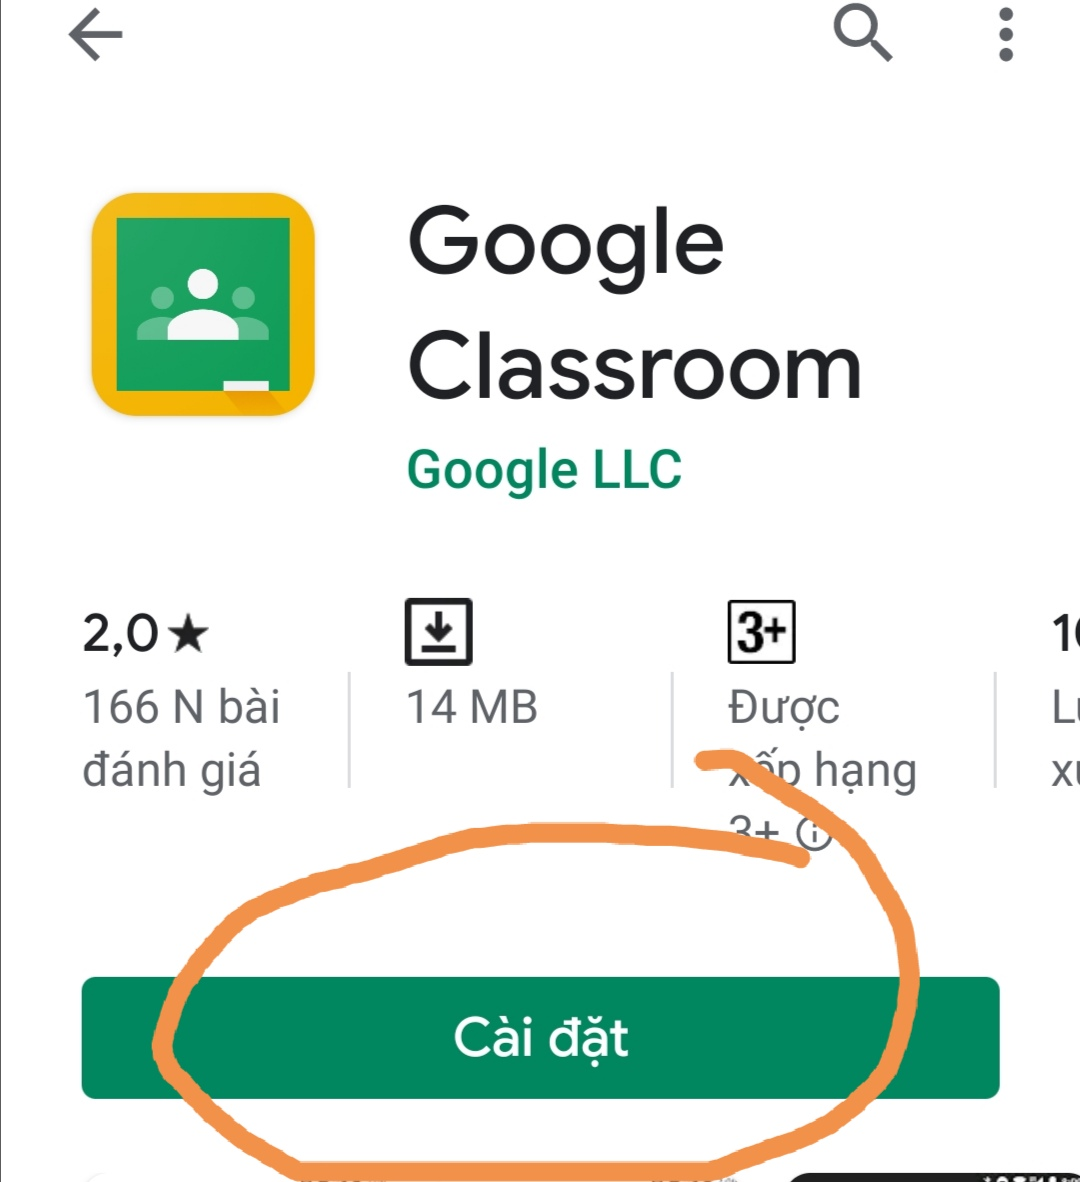 Google
Classroom
Google LLC
2,0★
166 N bài
đánh giá
14 MB
3+
Được
xếp hạng
3+
Cài đặt